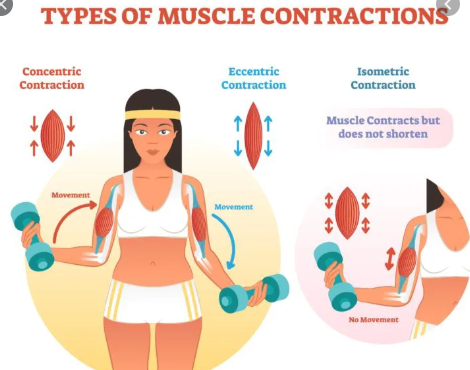 TYPES OF MUSCLE CONTRACTIONS
Concentric
Contraction
Eccentric
Contraction
Isometric
Contraction
Muscle Contracts but
does not shorten
Movement
Movement
No Movement